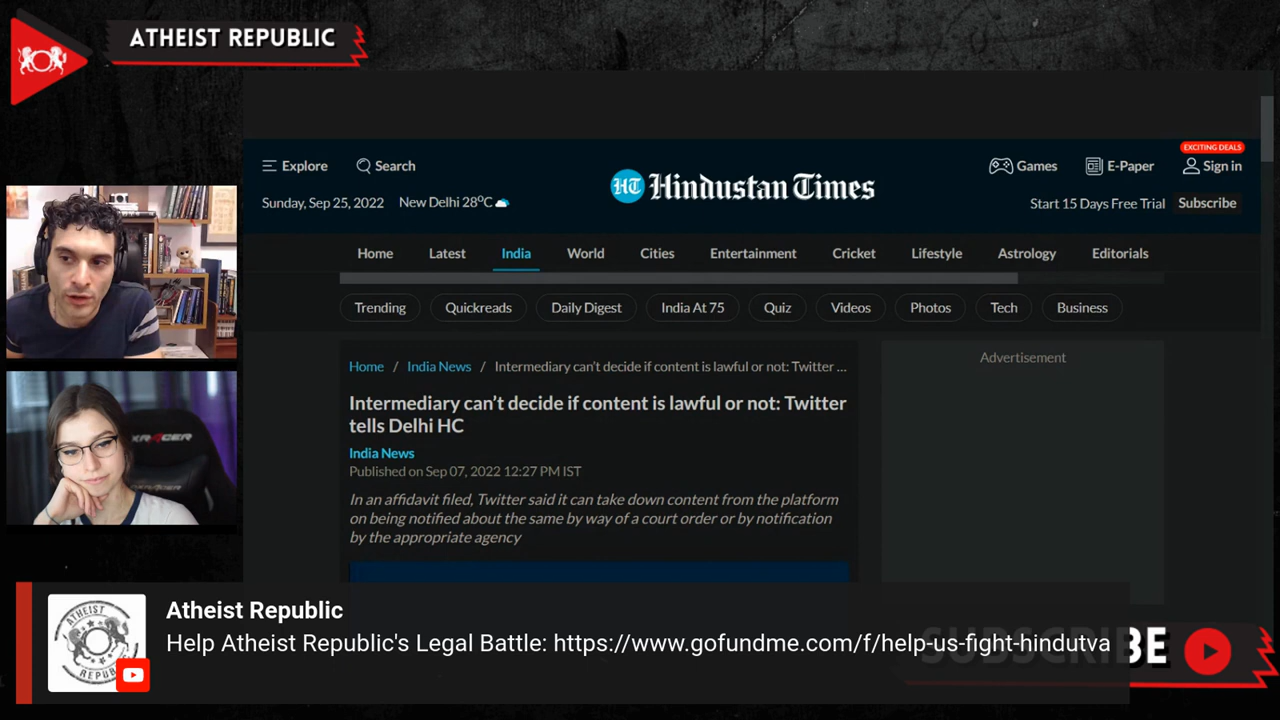 ATHEIST REPUBLIC
EXCITING DEALS
Explore
Search
HT Hindustan Times
Games
E-Paper
Sign in
Sunday, Sep 25, 2022
New Delhi 28°C
Start 15 Days Free Trial
Subscribe
Home
Latest
India
World
Cities
Entertainment
Cricket
Lifestyle
Astrology
Editorials
Trending
Quickreads
Daily Digest
India At 75
Quiz
Videos
Photos
Tech
Business
Home / India News / Intermediary can't decide if content is lawful or not: Twitter ...
Advertisement
Intermediary can’t decide if content is lawful or not: Twitter
tells Delhi HC
India News
Published on Sep 07, 2022 12:27 PM IST
In an affidavit filed, Twitter said it can take down content from the platform
on being notified about the same by way of a court order or by notification
by the appropriate agency
Atheist Republic
Help Atheist Republic's Legal Battle: https://www.gofundme.com/f/help-us-fight-hindutva
ATHEIST
REPUB
SUBSCRIBE